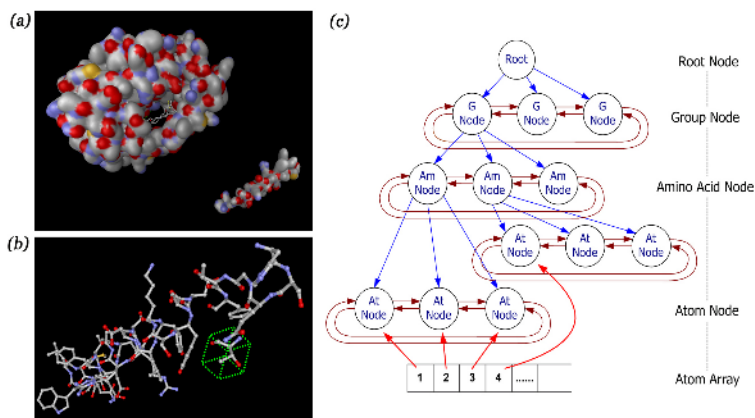 (a)
(b)
(c)
Root
Root Node
G Node
G Node
G Node
Group Node
Am Node
Am Node
Am Node
Amino Acid Node
At Node
At Node
At Node
At Node
At Node
At Node
Atom Node
1 2 3 4 ......
Atom Array